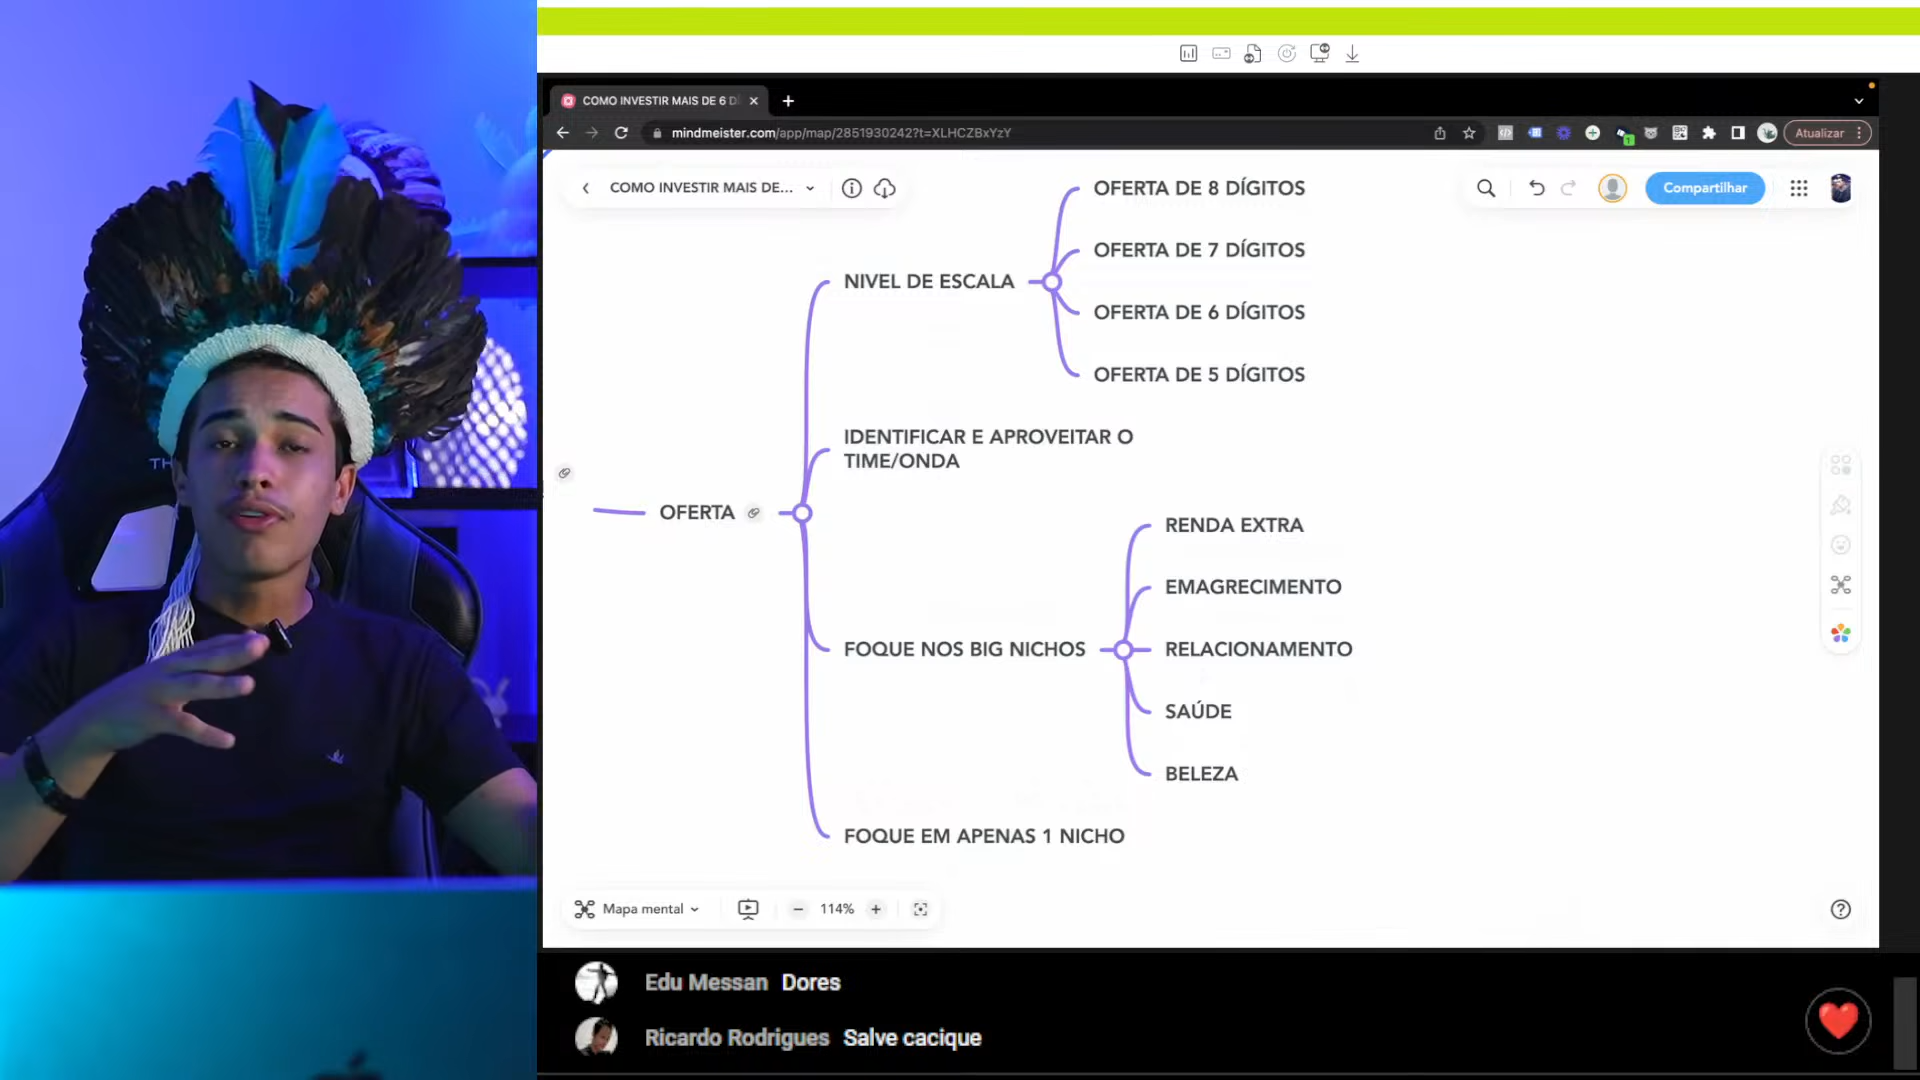 COMO INVESTIR MAIS DE 6 D
mindmeister.com/app/map/2851930242?t=XLHCZBxYzY
Atualizar
COMO INVESTIR MAIS DE...
Compartilhar
OFERTA DE 8 DÍGITOS
OFERTA DE 7 DÍGITOS
NIVEL DE ESCALA
OFERTA DE 6 DÍGITOS
OFERTA DE 5 DÍGITOS
IDENTIFICAR E APROVEITAR O
TIME/ONDA
OFERTA
RENDA EXTRA
EMAGRECIMENTO
FOQUE NOS BIG NICHOS
RELACIONAMENTO
SAÚDE
BELEZA
FOQUE EM APENAS 1 NICHO
Mapa mental
114%
Edu Messan Dores
Ricardo Rodrigues Salve cacique
TH